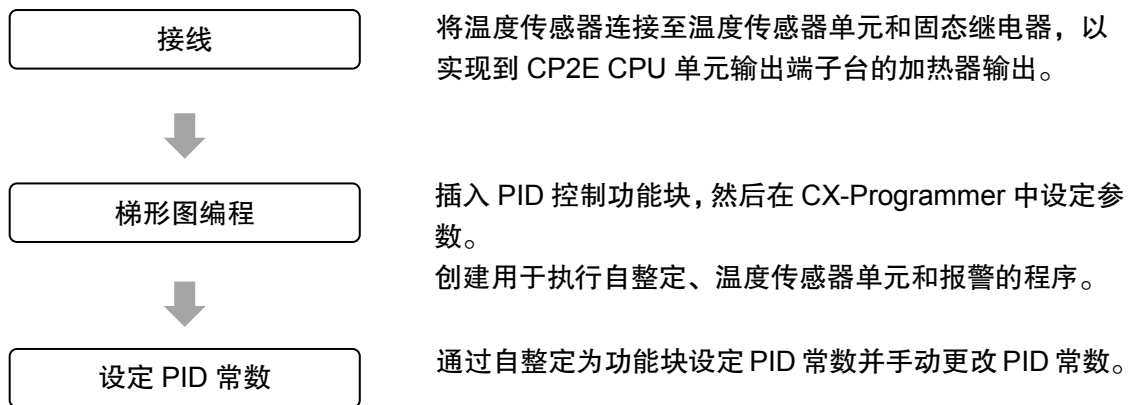 接线
将温度传感器连接至温度传感器单元和固态继电器，以
实现到 CP2E CPU 单元输出端子台的加热器输出。
梯形图编程
插入 PID 控制功能块，然后在 CX-Programmer 中设定参
数。
创建用于执行自整定、温度传感器单元和报警的程序。
设定 PID 常数
通过自整定为功能块设定 PID 常数并手动更改 PID 常数。